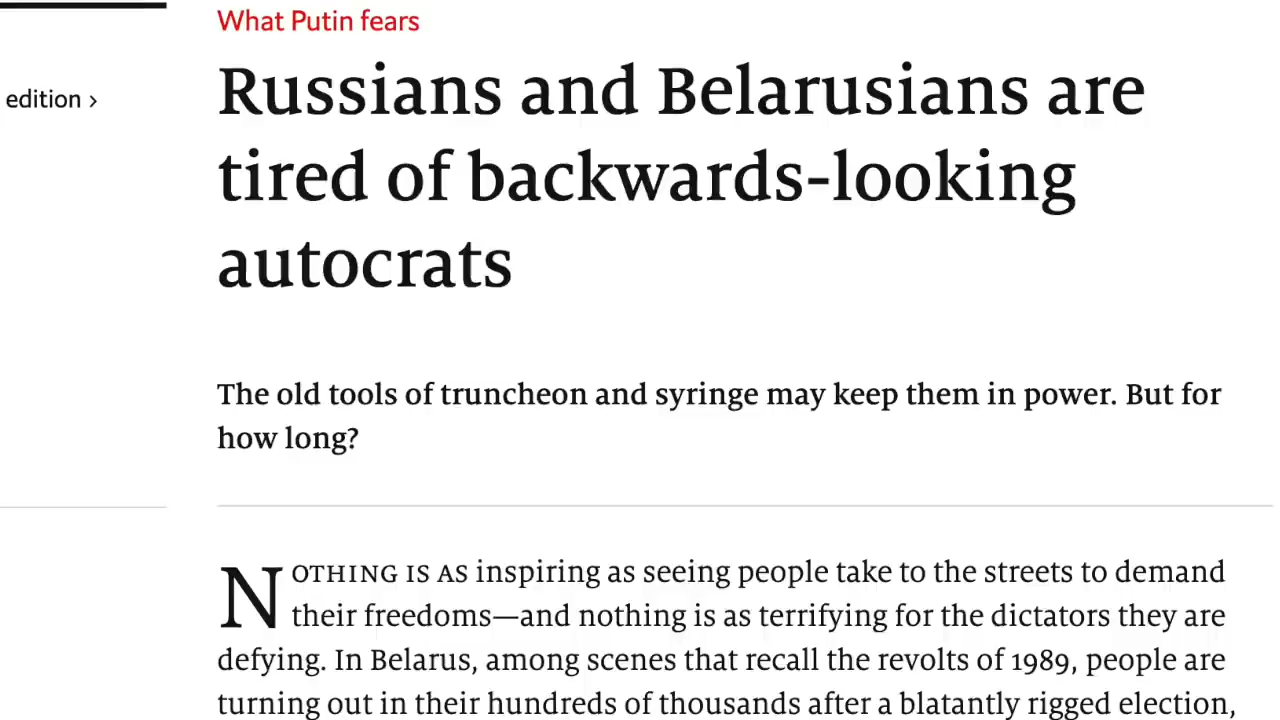 What Putin fears
edition ›
Russians and Belarusians are
tired of backwards-looking
autocrats
The old tools of truncheon and syringe may keep them in power. But for
how long?
NOTHING IS AS inspiring as seeing people take to the streets to demand
their freedoms—and nothing is as terrifying for the dictators they are
defying. In Belarus, among scenes that recall the revolts of 1989, people are
turning out in their hundreds of thousands after a blatantly rigged election,